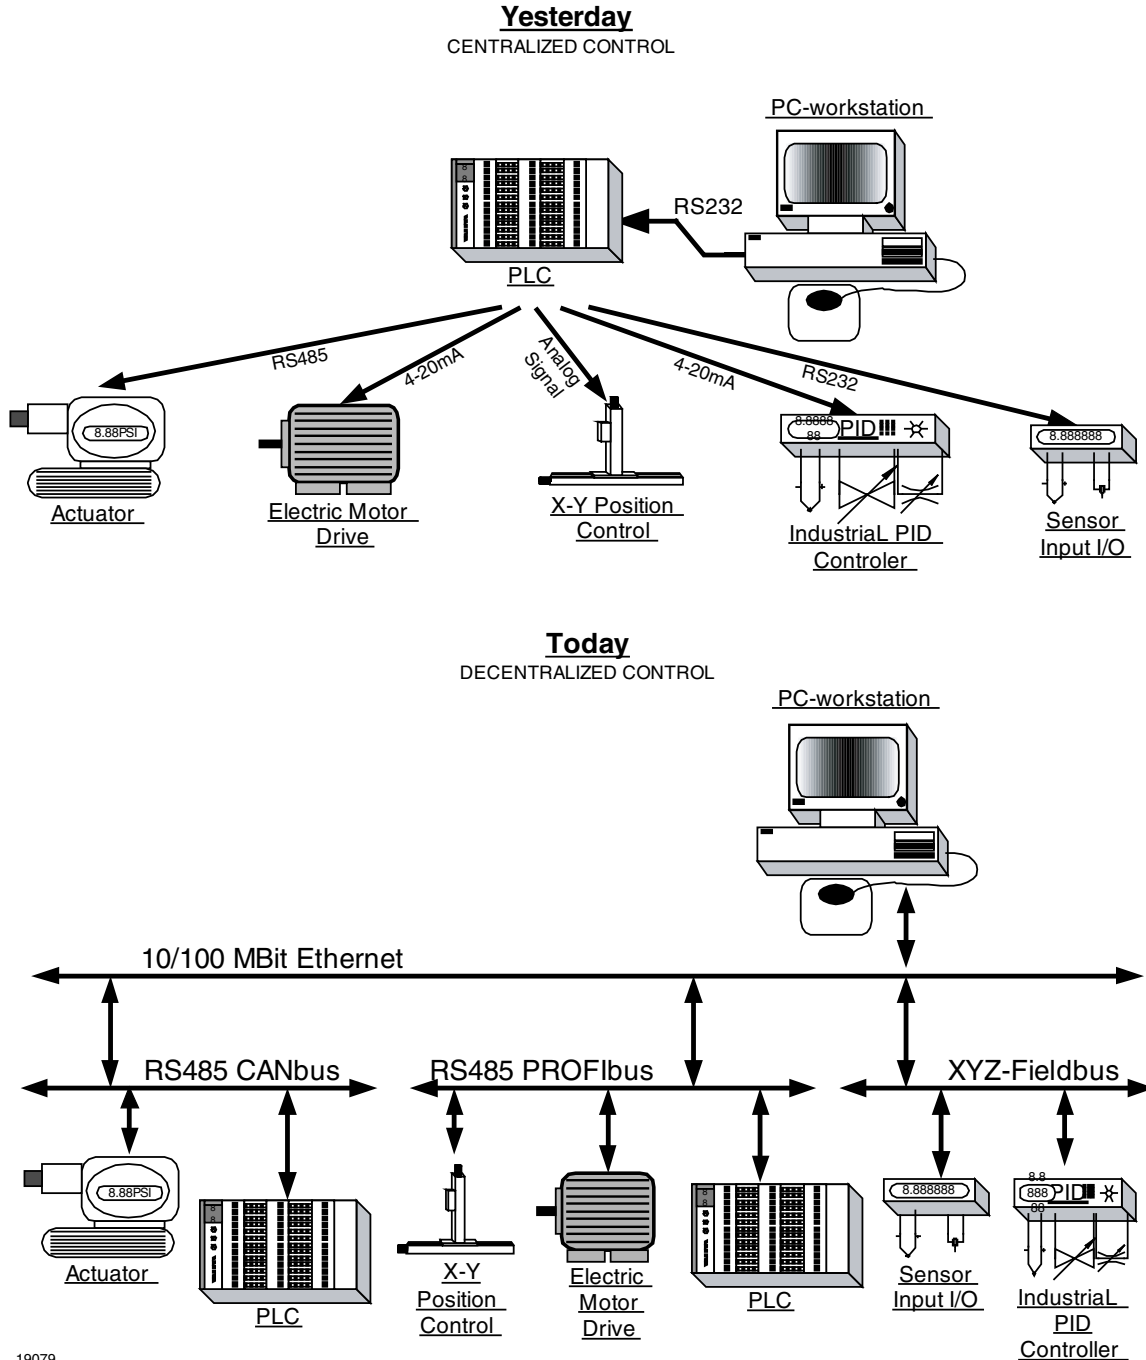 Yesterday
CENTRALIZED CONTROL
PC-workstation
RS232
PLC
RS485
4-20mA
Analog
Signal
4-20mA
RS232
8.88PSI
8.8888
88
PID
8.888888
Actuator
Electric Motor
Drive
X-Y Position
Control
IndustriaL PID
Controler
Sensor
Input I/O
Today
DECENTRALIZED CONTROL
PC-workstation
10/100 MBit Ethernet
RS485 CANbus
RS485 PROFIbus
XYZ-Fieldbus
8.88PSI
8.888888
8.8
888
88
PID
Actuator
PLC
X-Y
Position
Control
Electric
Motor
Drive
PLC
Sensor
Input I/O
IndustriaL
PID
Controller
19079